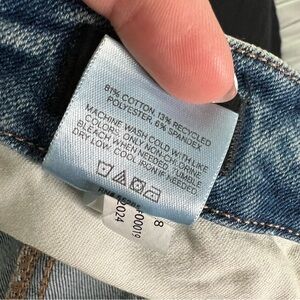 81% COTTON, 13% RECYCLED
POLYESTER, 6% SPANDEX
MACHINE WASH COLD WITH LIKE
COLORS, ONLY NON-CHLORINE
BLEACH WHEN NEEDED, TUMBLE
DRY LOW, COOL IRON IF NEEDED.
2024
00019
8